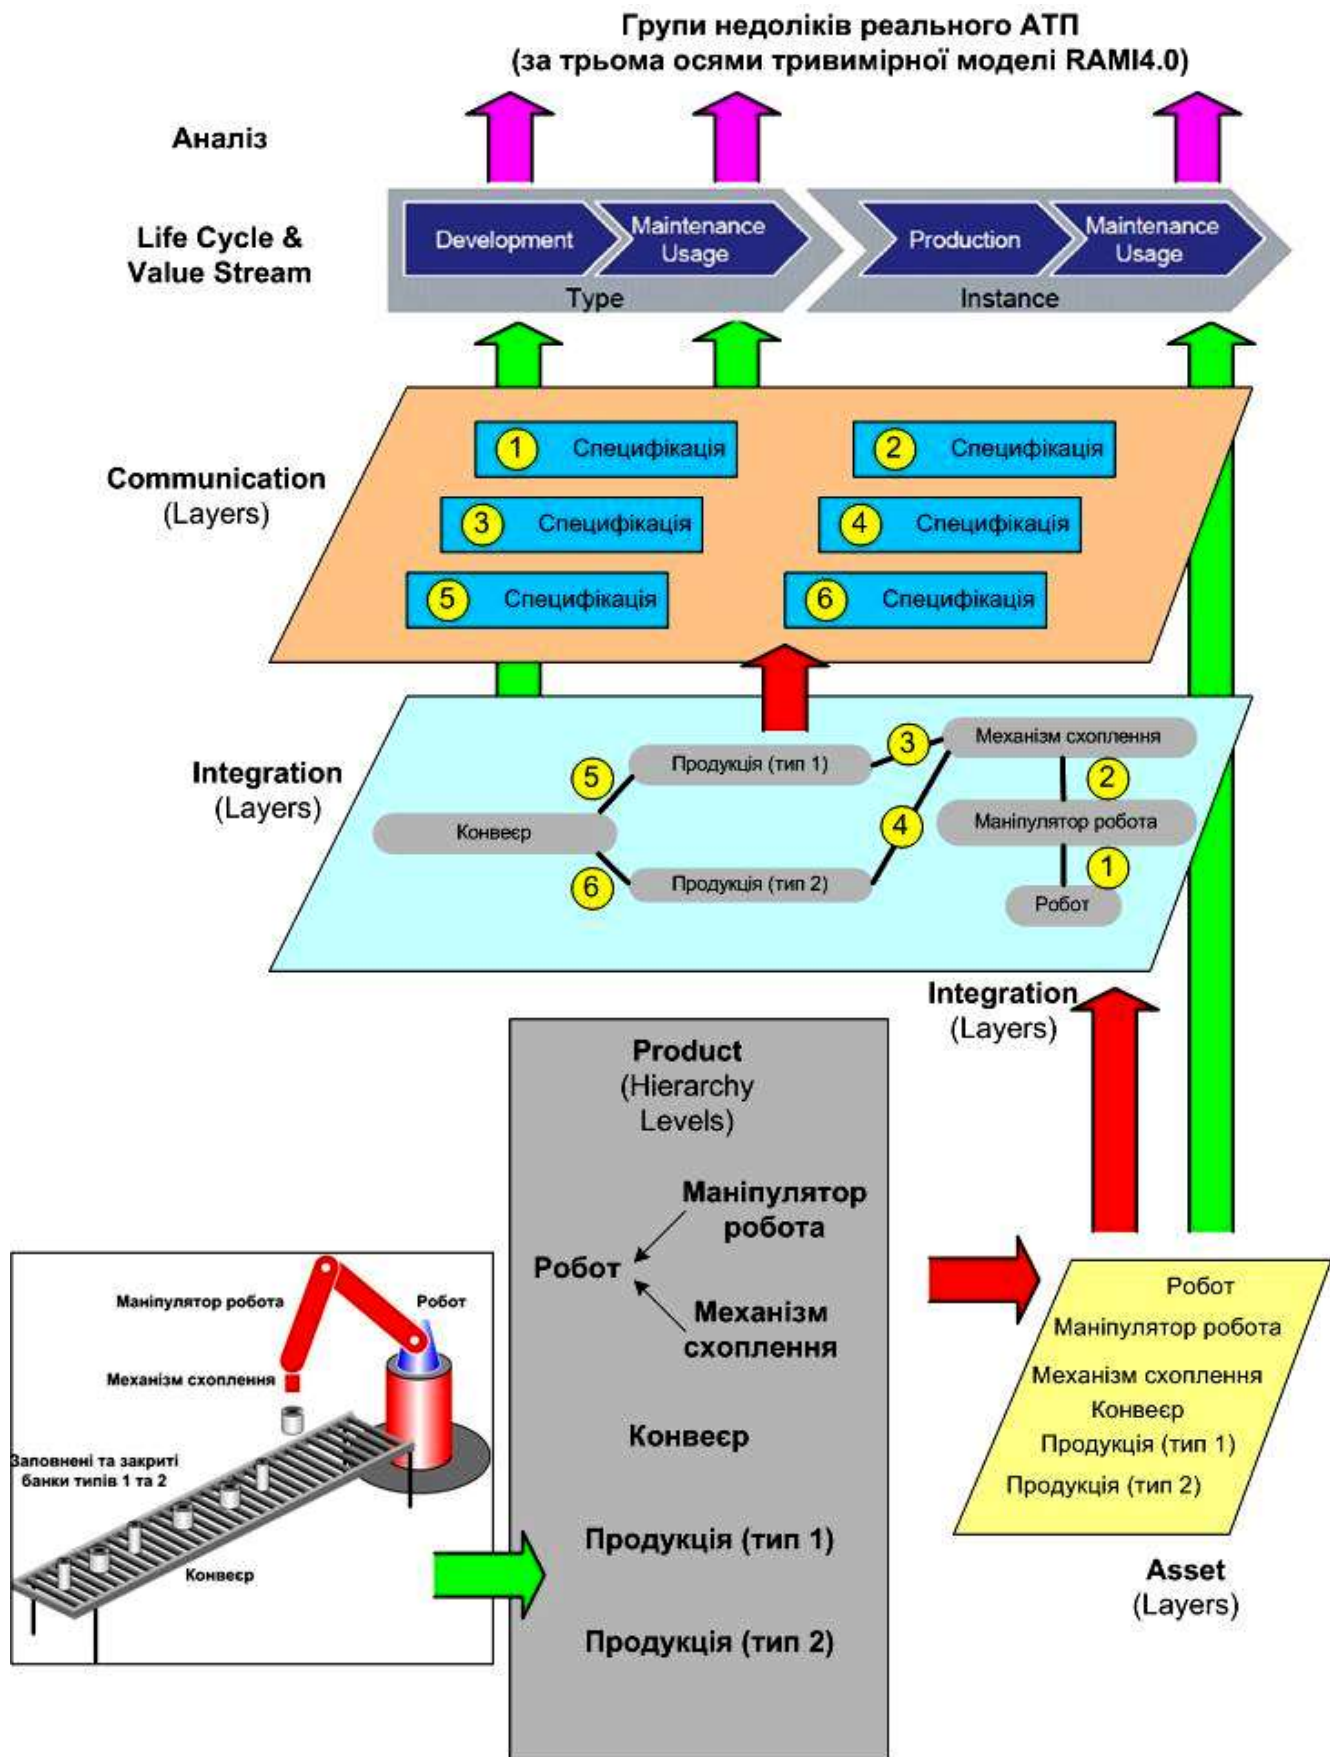 Групи недоліків реального АТП
(за трьома осями тривимірної моделі RAMI4.0)
Аналіз
Life Cycle &
Value Stream
Development
Maintenance
Usage
Production
Maintenance
Usage
Type
Instance
Communication
(Layers)
1 Специфікація
2 Специфікація
3 Специфікація
4 Специфікація
5 Специфікація
6 Специфікація
Integration
(Layers)
Механізм схоплення
3
Продукція (тип 1)
5
2
4
Маніпулятор робота
Конвеєр
1
6
Продукція (тип 2)
Робот
Integration
(Layers)
Product
(Hierarchy
Levels)
Маніпулятор
робота
Робот
Механізм
схоплення
Конвеєр
Продукція (тип 1)
Продукція (тип 2)
Маніпулятор робота
Робот
Механізм схоплення
Заповнені та закриті
банки типів 1 та 2
Конвеєр
Робот
Маніпулятор робота
Механізм схоплення
Конвеєр
Продукція (тип 1)
Продукція (тип 2)
Asset
(Layers)